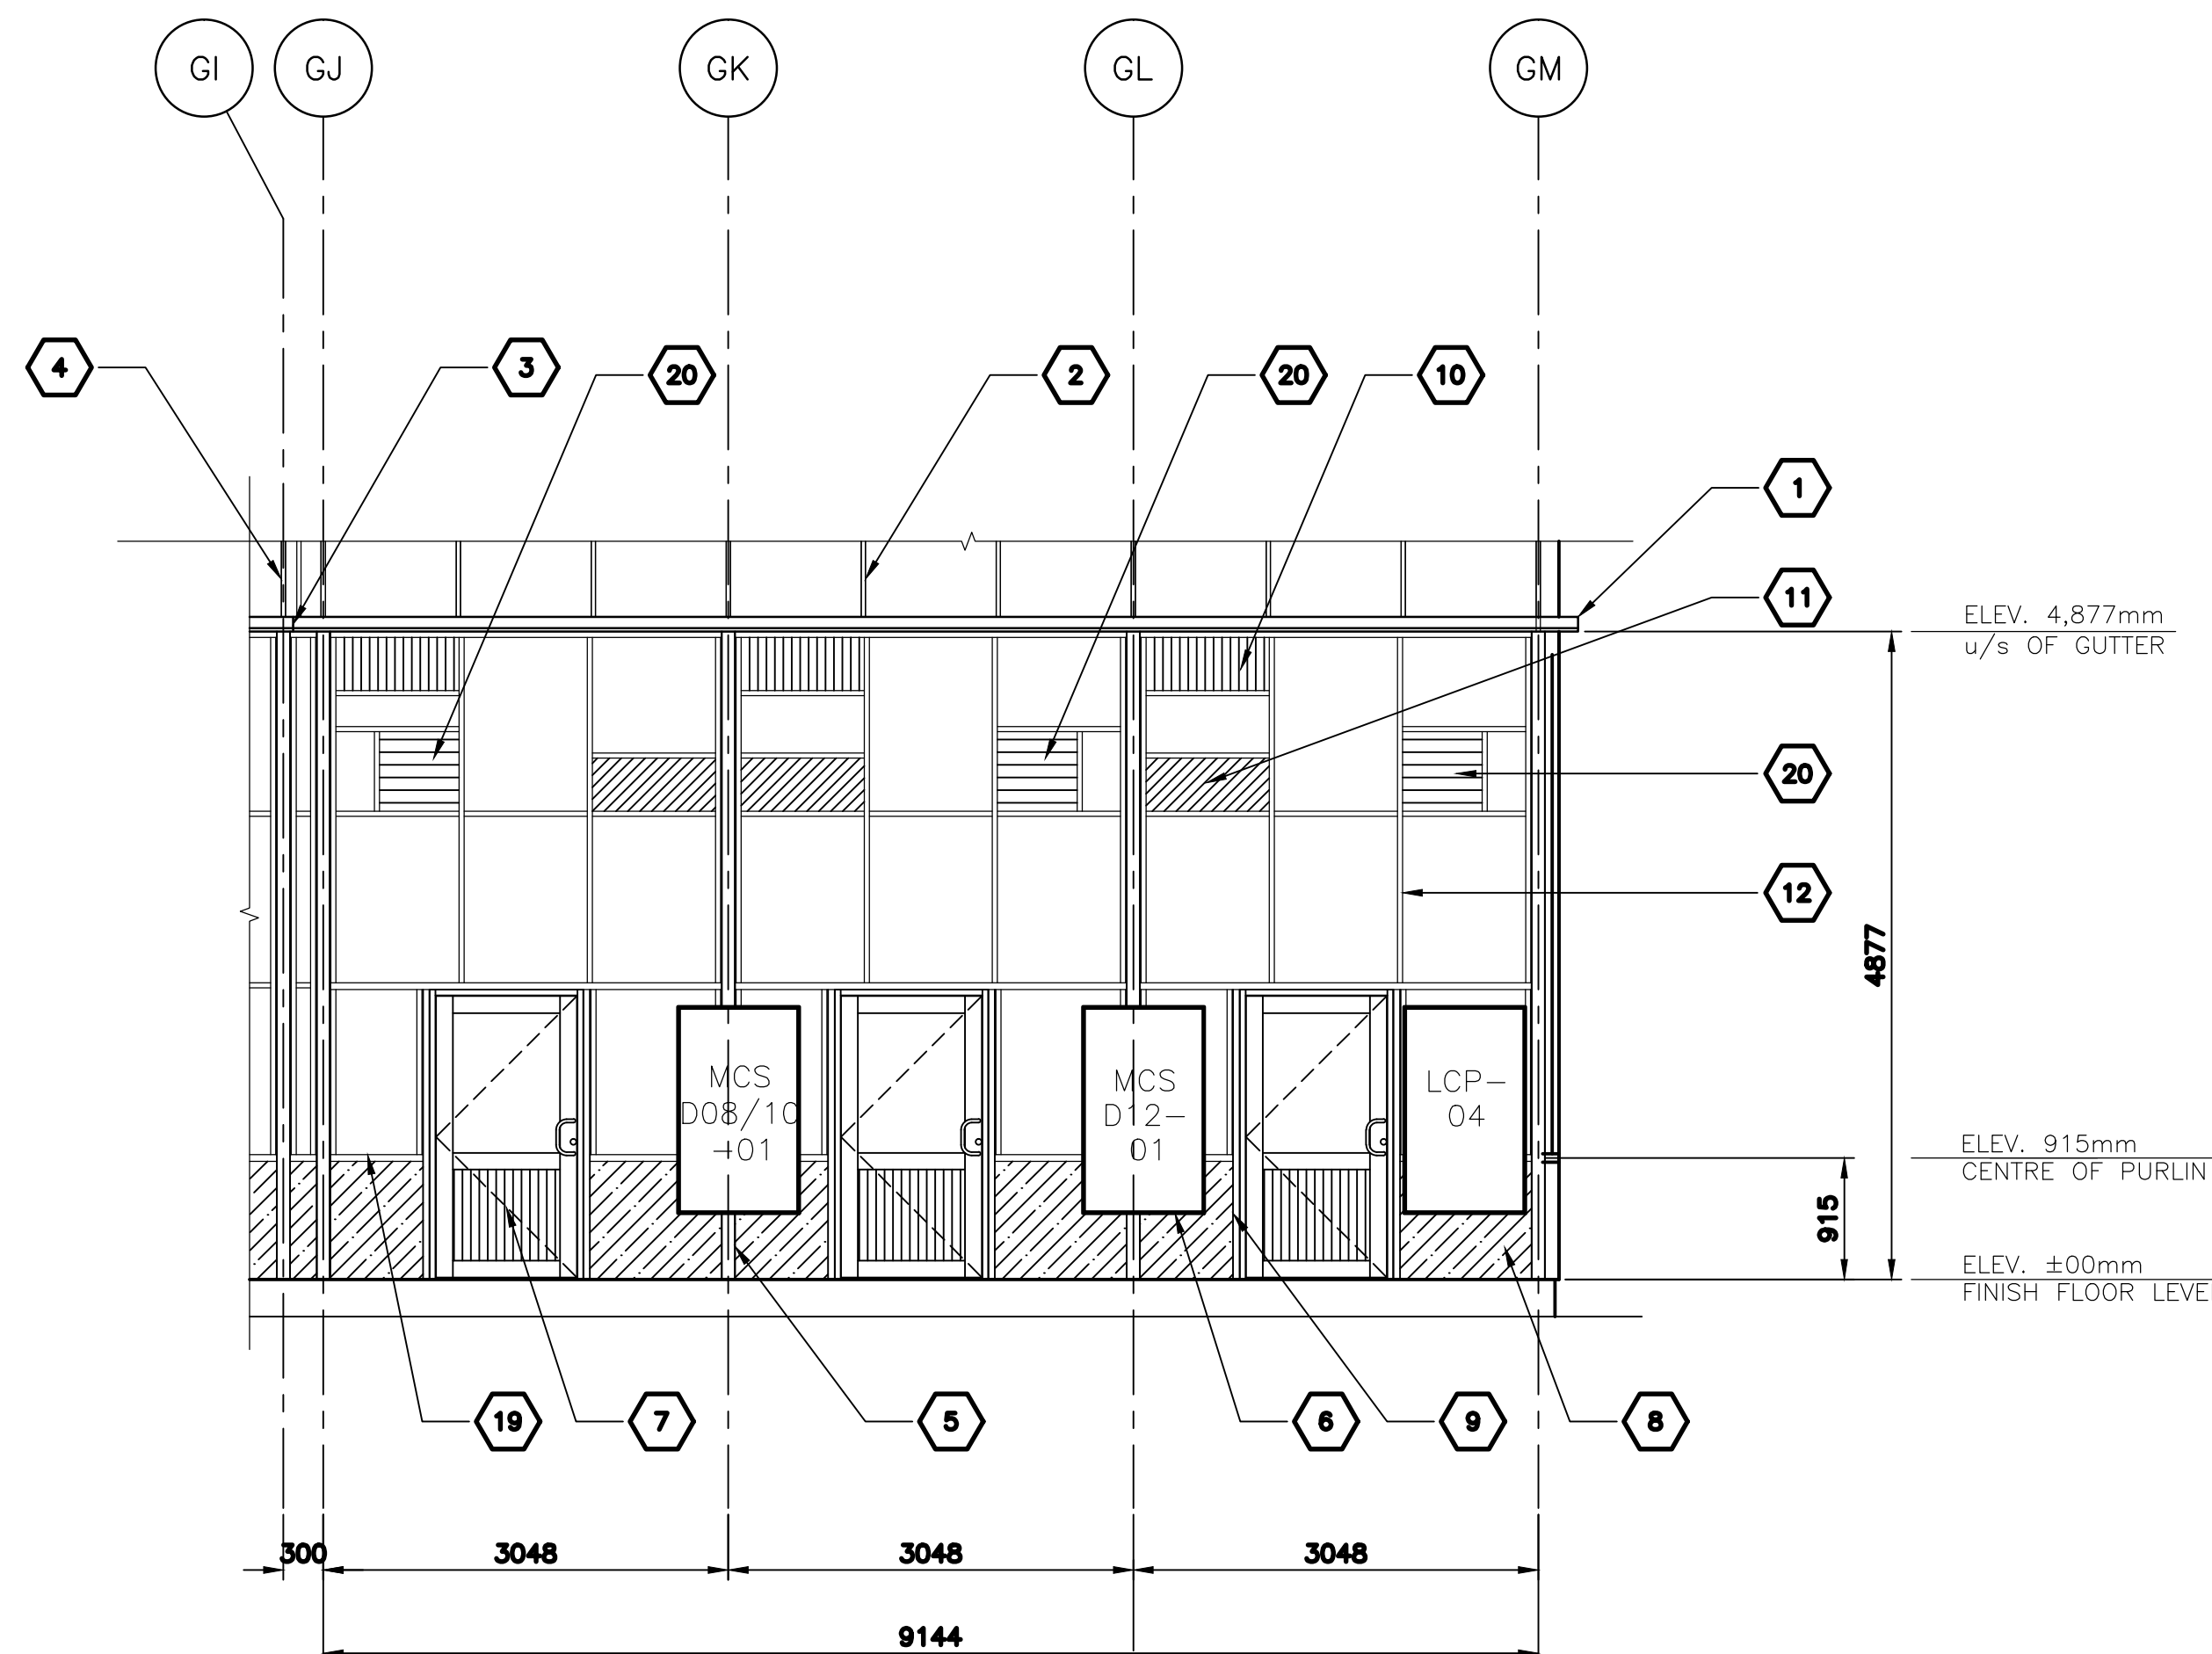 GI
GJ
GK
GL
GM
4
3
20
2
20
10
1
11
ELEV. 4,877mm
u/s OF GUTTER
20
12
4877
MCS
D08/10
-01
MCS
D12-
01
LCP-
04
ELEV. 915mm
CENTRE OF PURLIN
915
ELEV. ±00mm
FINISH FLOOR LEVE
19
7
5
6
9
8
300
3048
3048
3048
9144